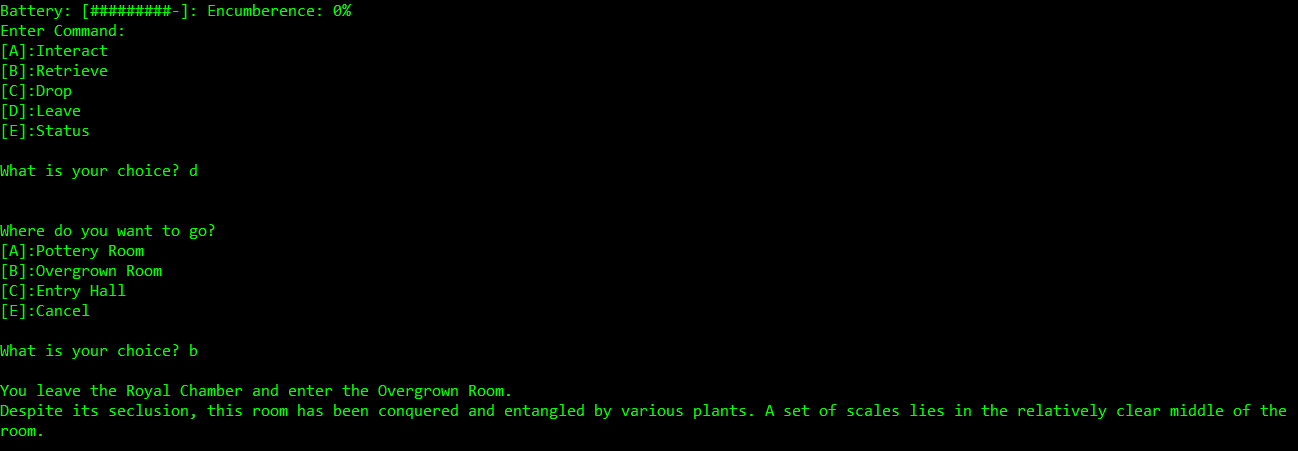 Battery: [#########-]: Encumberence: 0%
Enter Command:
[A]:Interact
[B]:Retrieve
[C]:Drop
[D]:Leave
[E]:Status
What is your choice? d
Where do you want to go?
[A]:Pottery Room
[B]:Overgrown Room
[C]:Entry Hall
[E]:Cancel
What is your choice? b
You leave the Royal Chamber and enter the Overgrown Room.
Despite its seclusion, this room has been conquered and entangled by various plants. A set of scales lies in the relatively clear middle of the
room.